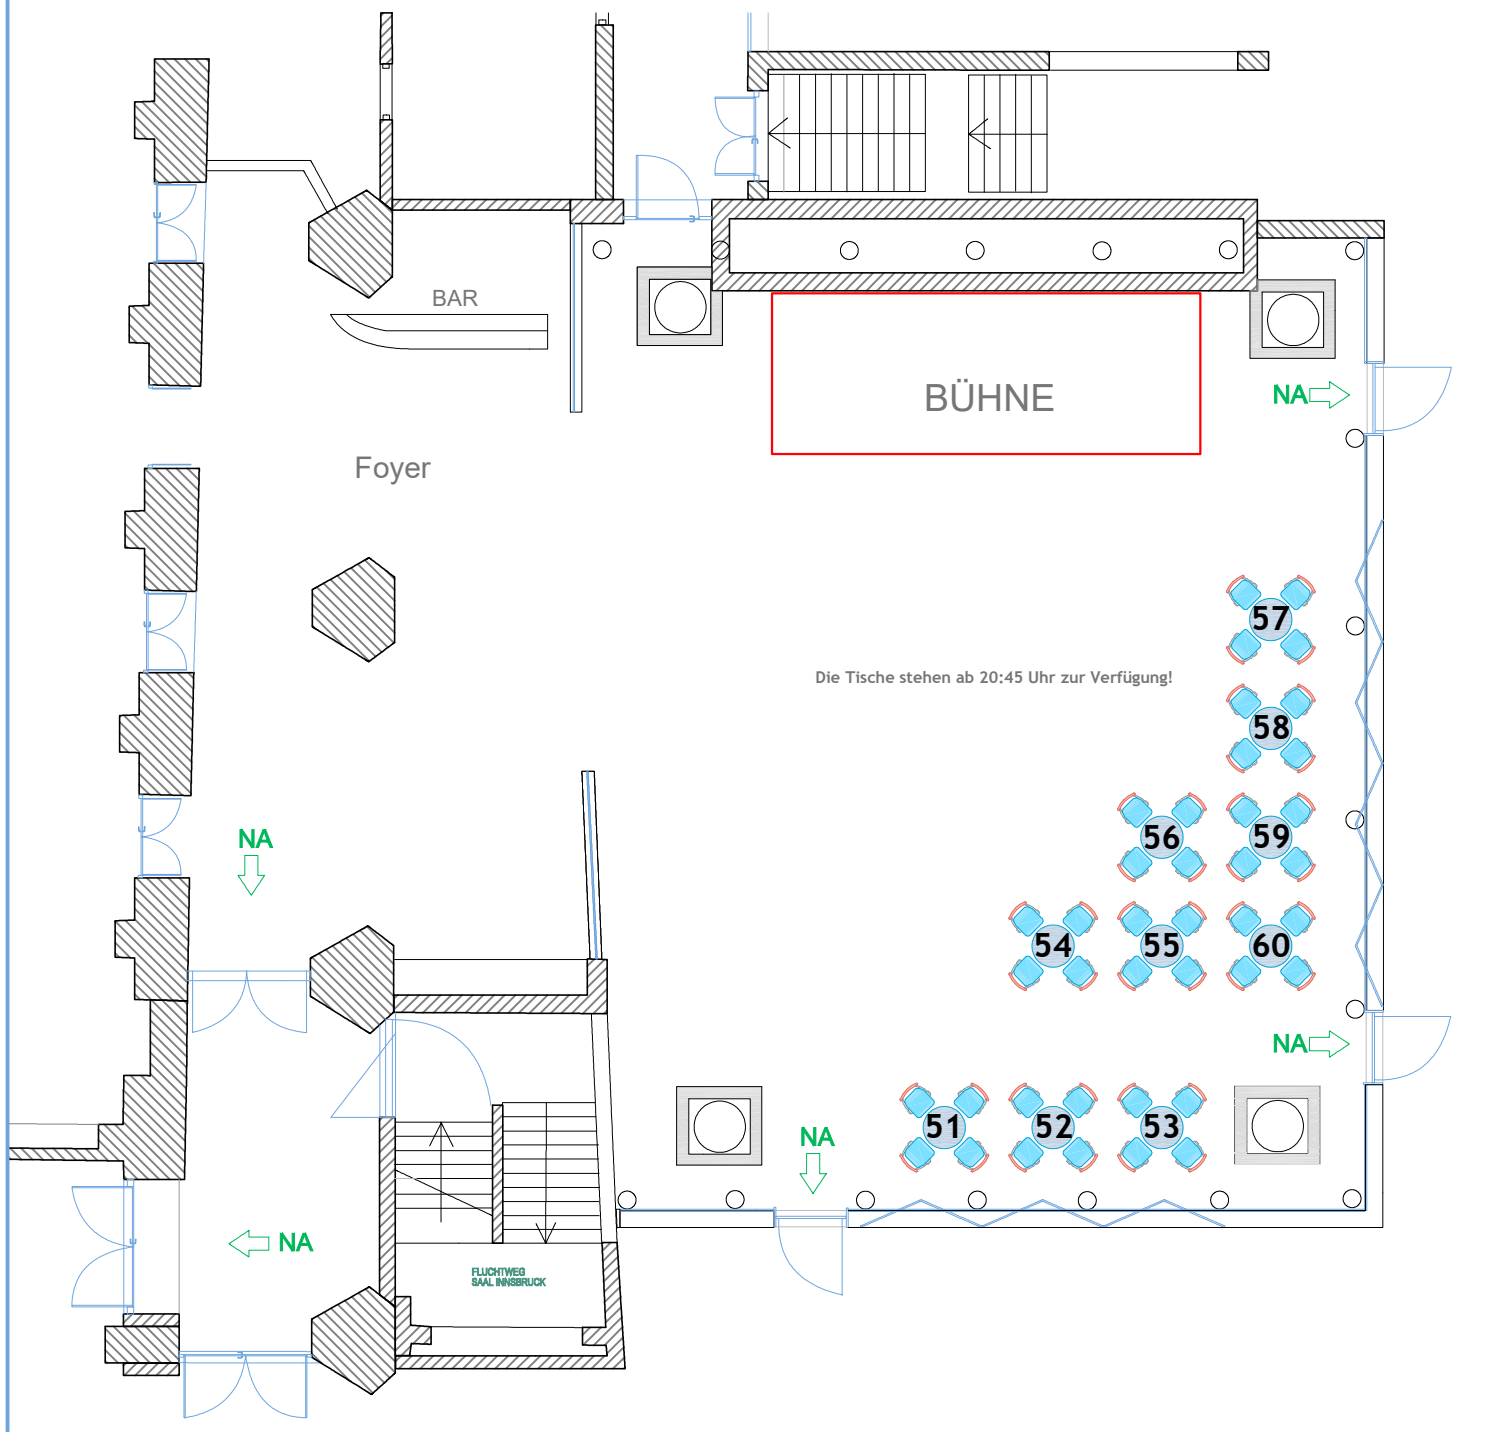 BAR
BÜHNE
NA
Foyer
57
Die Tische stehen ab 20:45 Uhr zur Verfügung!
58
NA
56
59
54
55
60
NA
51
52
53
NA
NA
FLUCHTWEG
SAAL INNSBRUCK